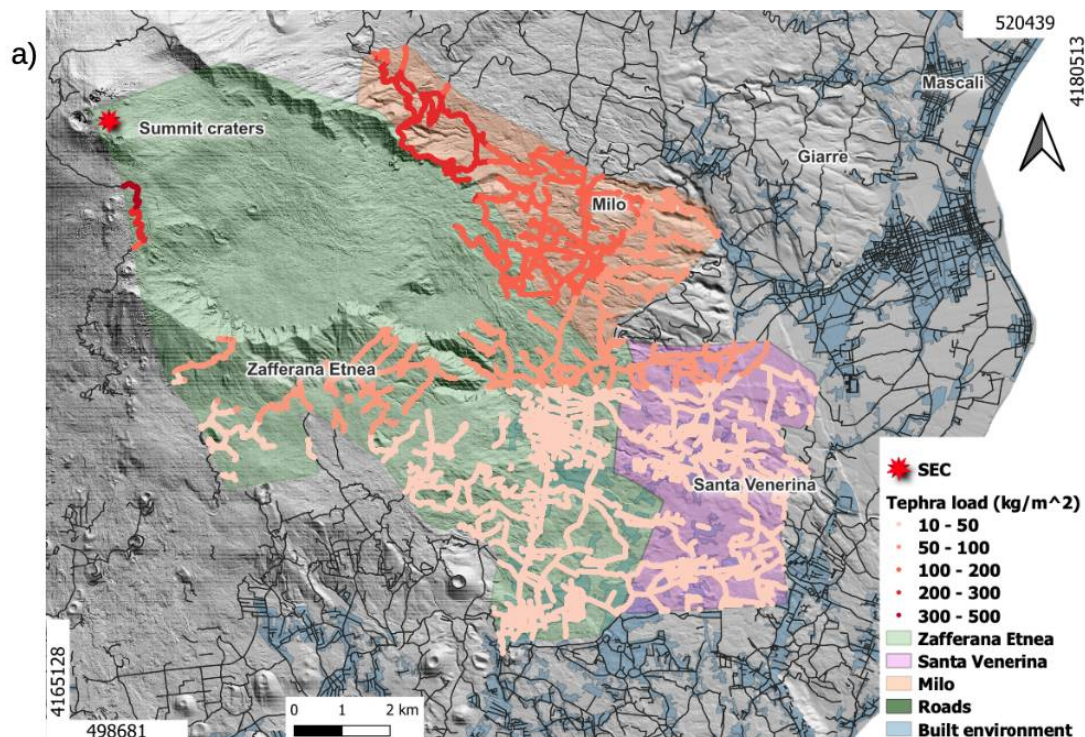 a)
520439
4180513
Mascali
Summit craters
Giarre
Milo
Zafferana Etnea
Santa Venerina
SEC
Tephra load (kg/m^2)
10 - 50
50 - 100
100 - 200
200 - 300
300 - 500
Zafferana Etnea
Santa Venerina
Milo
Roads
Built environment
4165128
498681
0 1 2 km